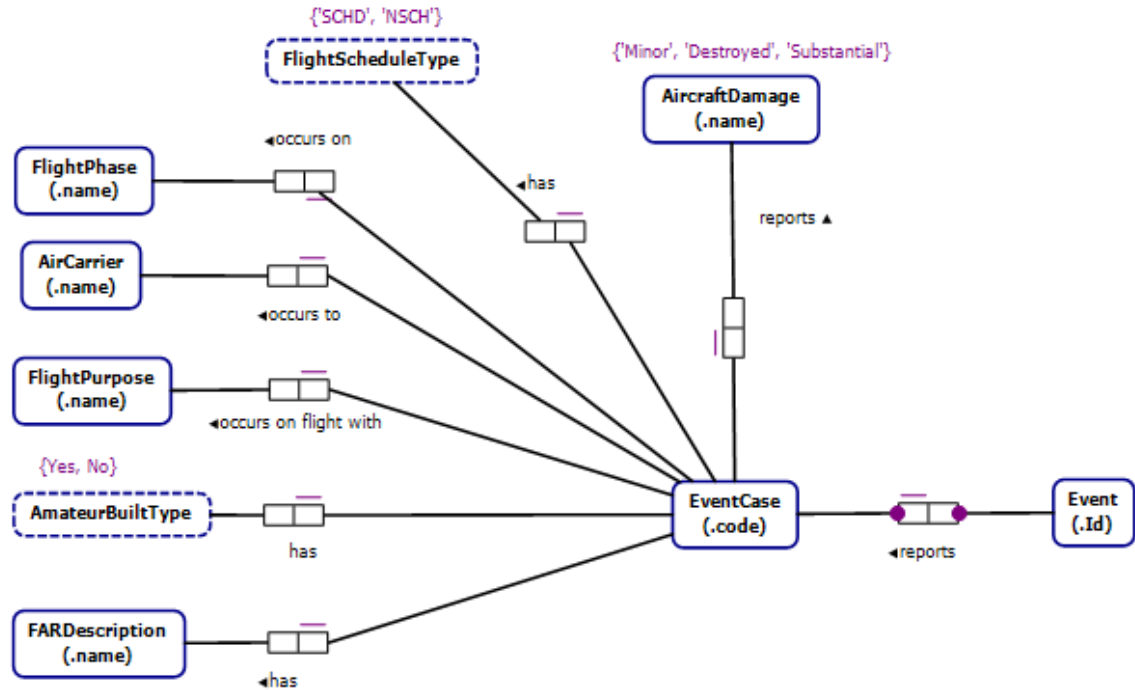 {'SCHD', 'NSCH'}
FlightScheduleType
{'Minor', 'Destroyed', 'Substantial'}
AircraftDamage
(.name)
◄occurs on
FlightPhase
(.name)
◄has
reports ▲
AirCarrier
(.name)
◄occurs to
FlightPurpose
(.name)
◄occurs on flight with
{Yes, No}
AmateurBuiltType
has
EventCase
(.code)
Event
(.Id)
◄reports
FARDescription
(.name)
◄has